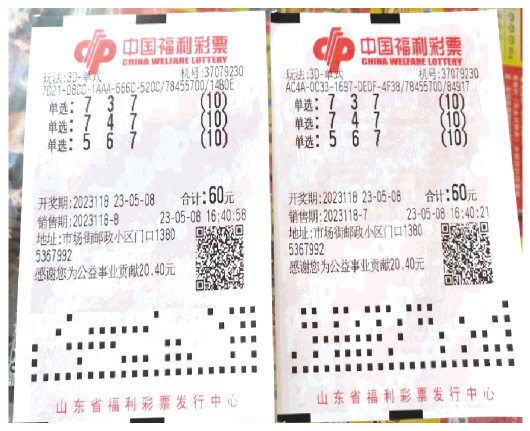 中国福利彩票
CHINA WELFARE LOTTERY
玩法:3D-单式 机号:37079230
7D21-08CC-1AAA-666C-520C/78455700/1480E
单选: 7 3 7 (10)
单选: 7 4 7 (10)
单选: 5 6 7 (10)
开奖期:2023118 23-05-08 合计:60元
销售期:2023118-8 23-05-08 16:40:58
地址:市场街邮政小区门口1380
5367992
感谢您为公益事业贡献20.40元
山东省福利彩票发行中心
中国福利彩票
CHINA WELFARE LOTTERY
玩法:3D-单式 机号:37079230
AC4A-0C33-1697-DEDF-4F38/78455700/84917
单选: 7 3 7 (10)
单选: 7 4 7 (10)
单选: 5 6 7 (10)
开奖期:2023118 23-05-08 合计:60元
销售期:2023118-7 23-05-08 16:40:21
地址:市场街邮政小区门口1380
5367992
感谢您为公益事业贡献20.40元
山东省福利彩票发行中心